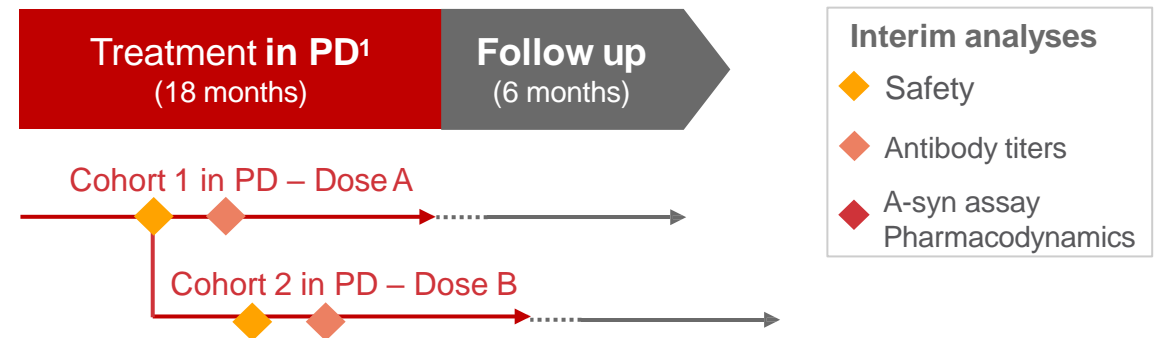 Treatment in PD¹
(18 months)
Follow up
(6 months)
Interim analyses
Safety
Antibody titers
A-syn assay
Pharmacodynamics
Cohort 1 in PD – Dose A
Cohort 2 in PD – Dose B